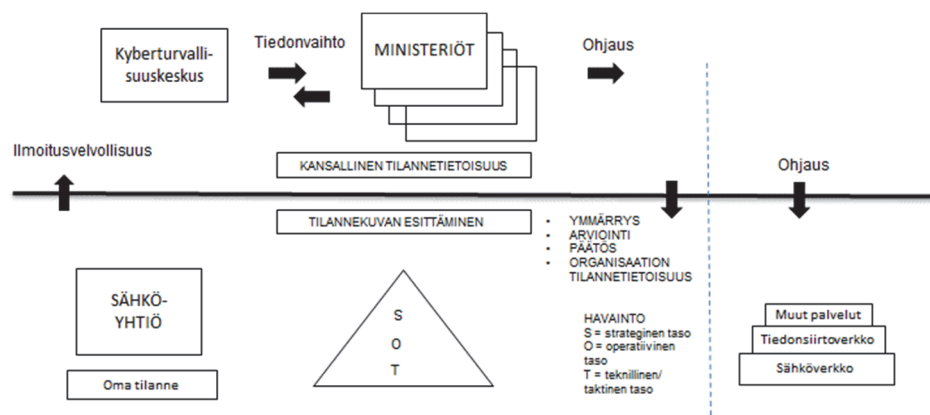 Kyberturvalli-
suuskeskus
Tiedonvaihto
MINISTERIÖT
Ohjaus
Ilmoitusvelvollisuus
KANSALLINEN TILANNETIETOISUUS
Ohjaus
TILANNEKUVAN ESITTÄMINEN
• YMMÄRRYS
• ARVIOINTI
• PÄÄTÖS
• ORGANISAATION
TILANNETIETOISUUS
SÄHKÖ-
YHTIÖ
Oma tilanne
S
O
T
HAVAINTO
S = strateginen taso
O = operatiivinen
taso
T = teknillinen/
taktinen taso
Muut palvelut
Tiedonsiirtoverkko
Sähköverkko